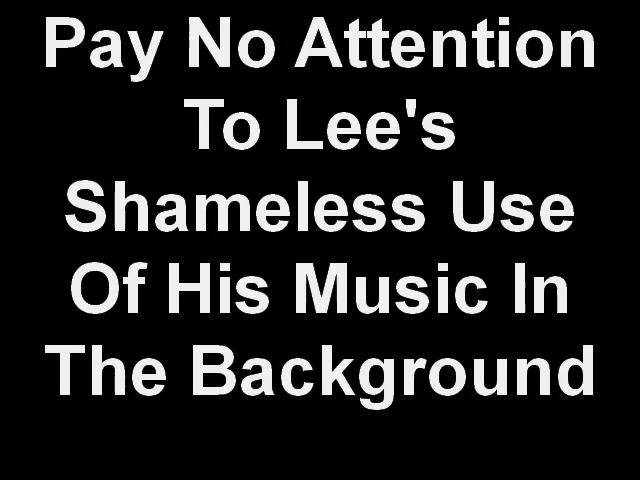 Pay No Attention
To Lee's
Shameless Use
Of His Music In
The Background